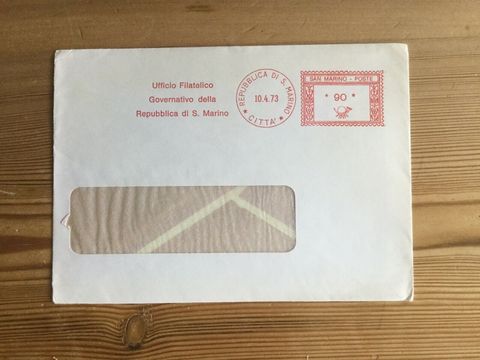 Ufficio Filatelico
Governativo della
Repubblica di S. Marino
REPUBBLICA DI S. MARINO
10.4.73
* CITTA' *
SAN MARINO - POSTE
* 90 *